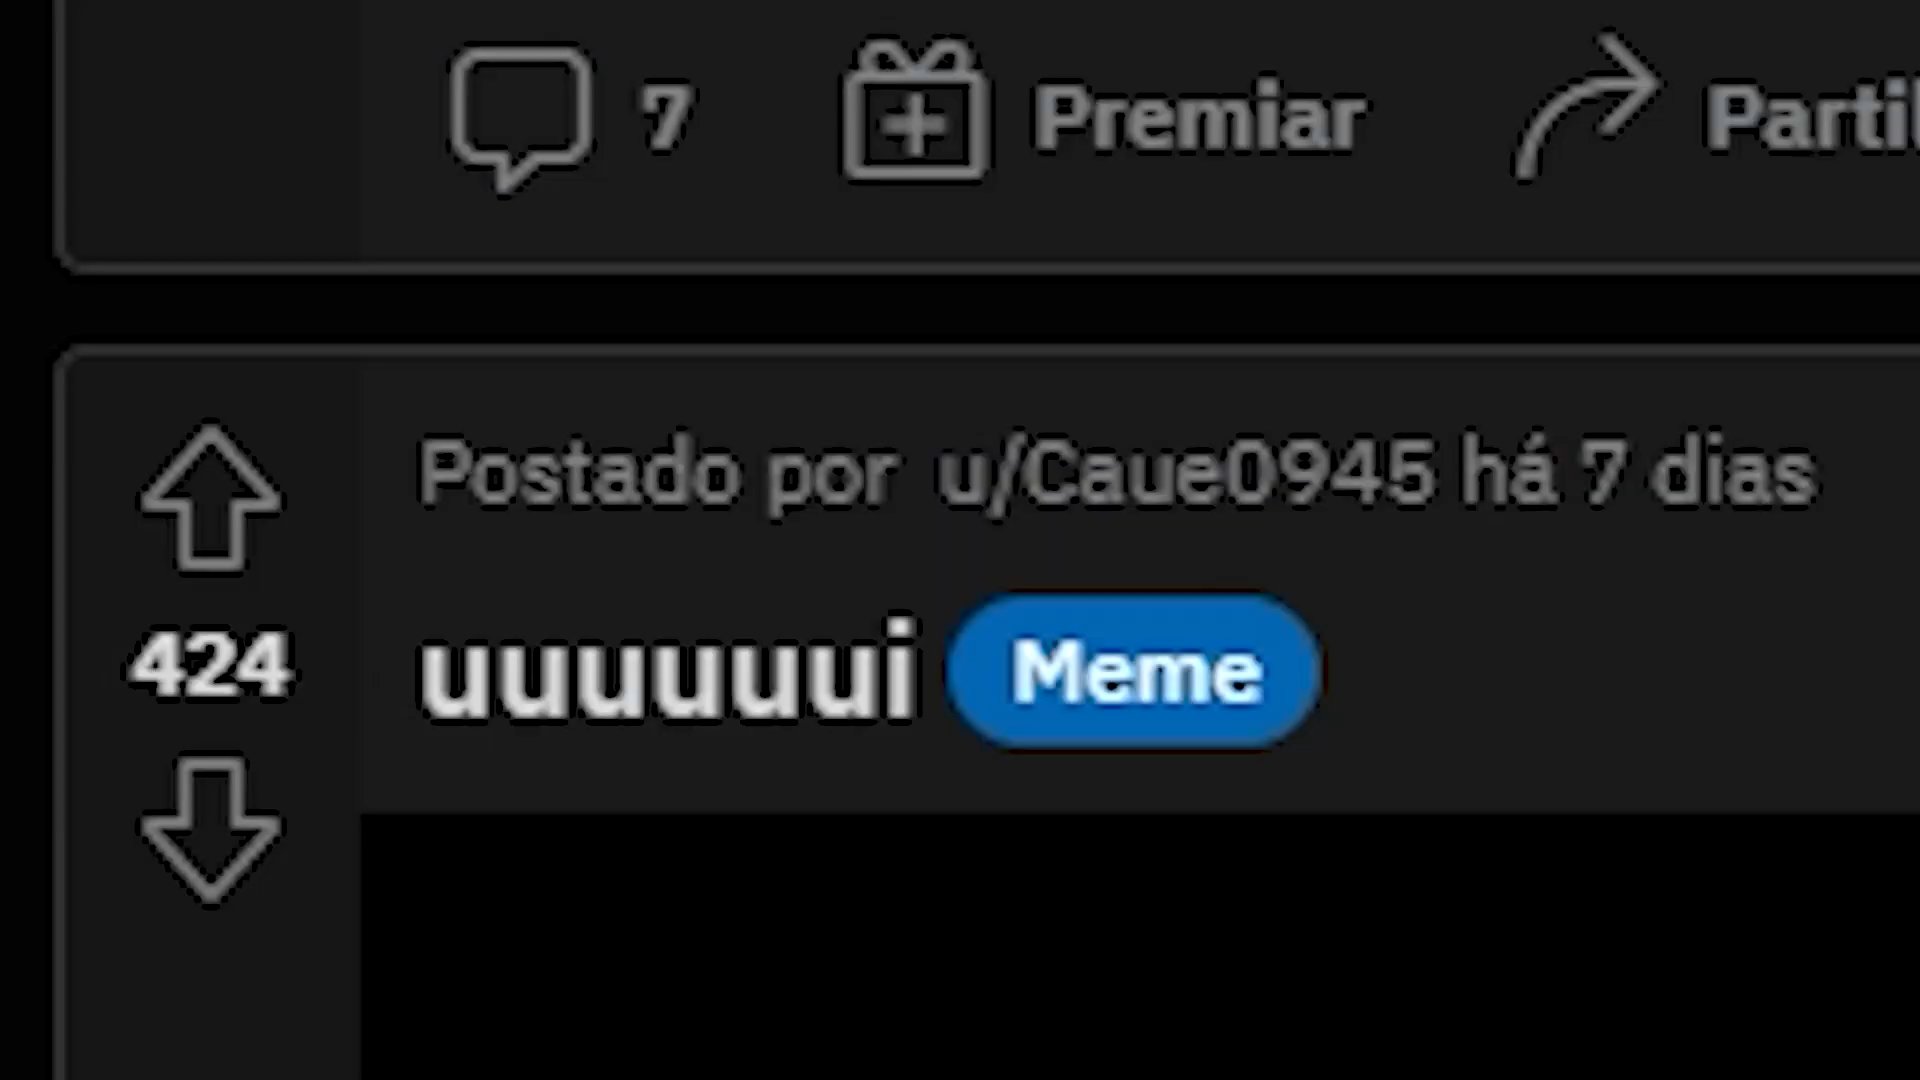 7 Premiar Partil
Postado por u/Caue0945 há 7 dias
424
uuuuuui Meme